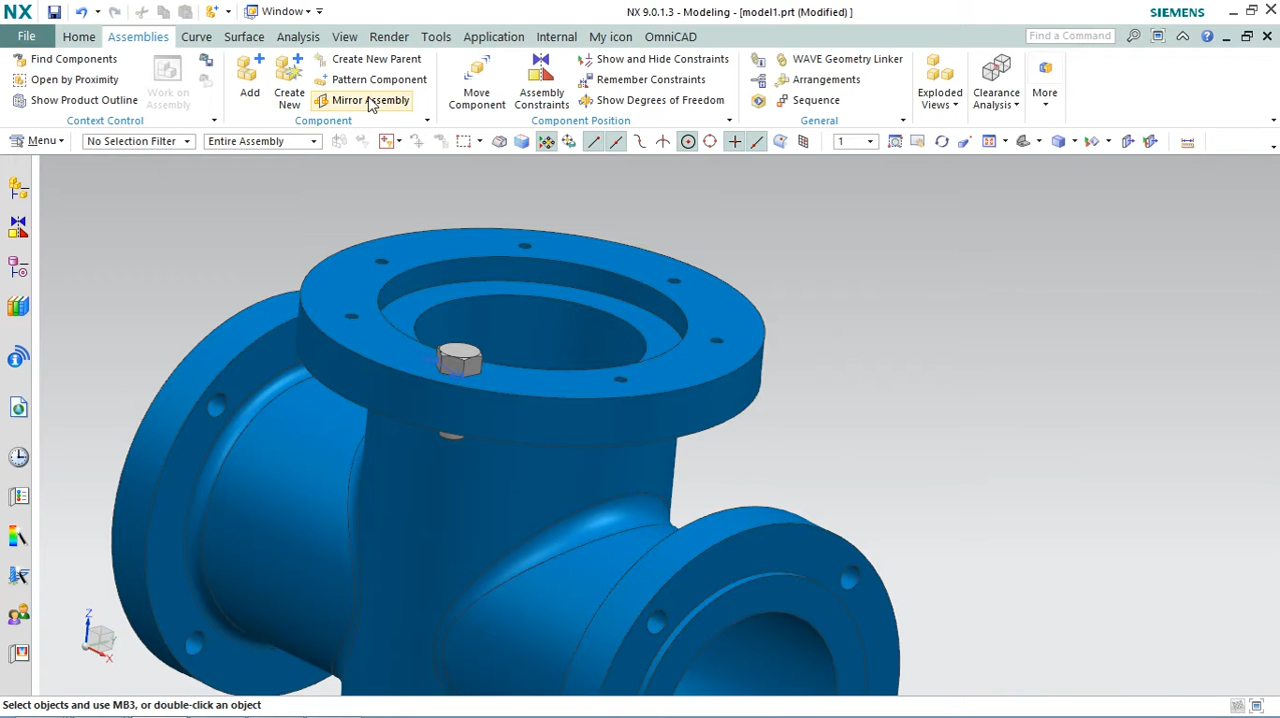 NX
Window
NX 9.0.1.3 - Modeling - [model1.prt (Modified) ]
SIEMENS
File
Home
Assemblies
Curve
Surface
Analysis
View
Render
Tools
Application
Internal
My icon
OmniCAD
Find a Command
Find Components
Open by Proximity
Show Product Outline
Work on
Assembly
Context Control
Add
Create
New
Create New Parent
Pattern Component
Mirror Assembly
Component
Move
Component
Assembly
Constraints
Show and Hide Constraints
Remember Constraints
Show Degrees of Freedom
Component Position
WAVE Geometry Linker
Arrangements
Sequence
General
Exploded
Views
Clearance
Analysis
More
Menu
No Selection Filter
Entire Assembly
1
Z
Y
X
Select objects and use MB3, or double-click an object